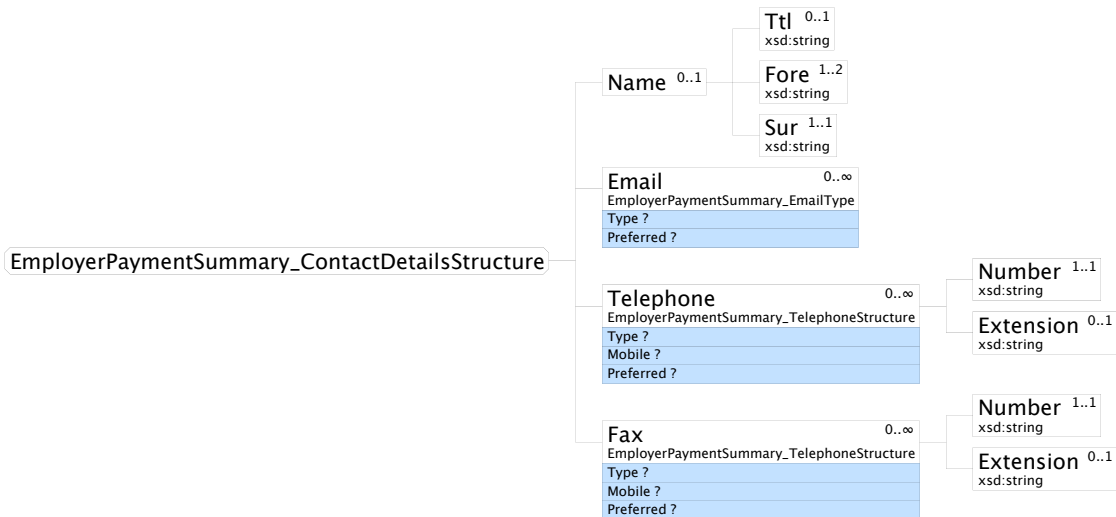 EmployerPaymentSummary_ContactDetailsStructure
Name 0..1
Ttl 0..1
xsd:string
Fore 1..2
xsd:string
Sur 1..1
xsd:string
Email 0..∞
EmployerPaymentSummary_EmailType
Type ?
Preferred ?
Telephone 0..∞
EmployerPaymentSummary_TelephoneStructure
Type ?
Mobile ?
Preferred ?
Number 1..1
xsd:string
Extension 0..1
xsd:string
Fax 0..∞
EmployerPaymentSummary_TelephoneStructure
Type ?
Mobile ?
Preferred ?
Number 1..1
xsd:string
Extension 0..1
xsd:string